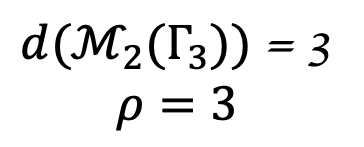 d(ℳ₂(Γ₃)) = 3
ρ = 3